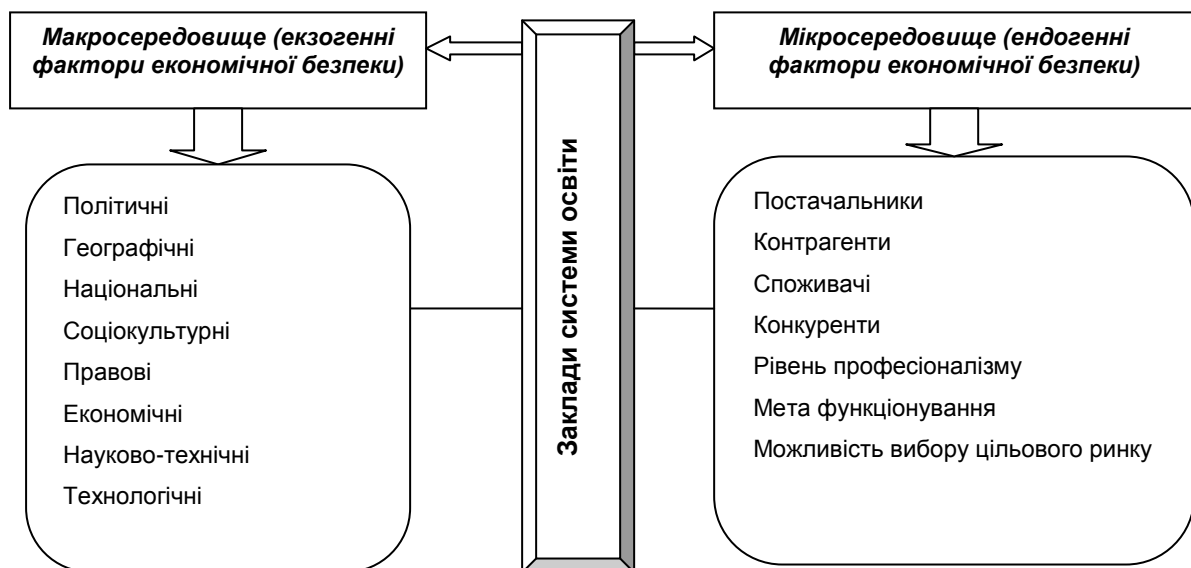 Макросередовище (екзогенні
фактори економічної безпеки)
Політичні
Географічні
Національні
Соціокультурні
Правові
Економічні
Науково-технічні
Технологічні
Заклади системи освіти
Мікросередовище (ендогенні
фактори економічної безпеки)
Постачальники
Контрагенти
Споживачі
Конкуренти
Рівень професіоналізму
Мета функціонування
Можливість вибору цільового ринку